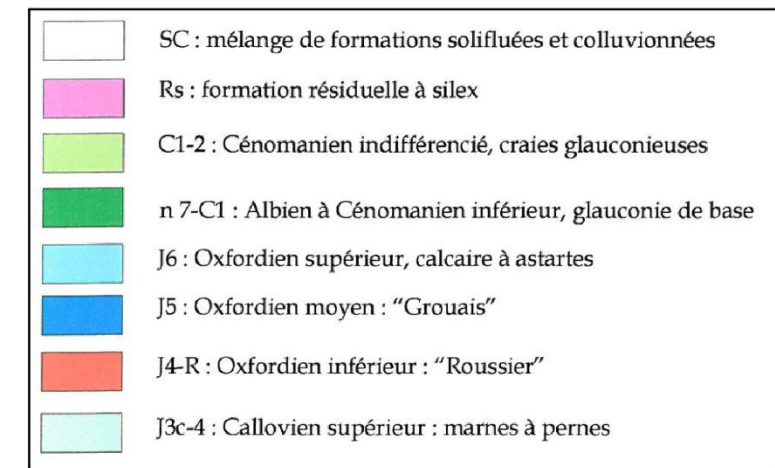 SC : mélange de formations solifluées et colluvionnées
Rs : formation résiduelle à silex
C1-2 : Cénomanien indifférencié, craies glauconieuses
n 7-C1 : Albien à Cénomanien inférieur, glauconie de base
J6 : Oxfordien supérieur, calcaire à astartes
J5 : Oxfordien moyen : “Grouais”
J4-R : Oxfordien inférieur : “Roussier”
J3c-4 : Callovien supérieur : marnes à pernes